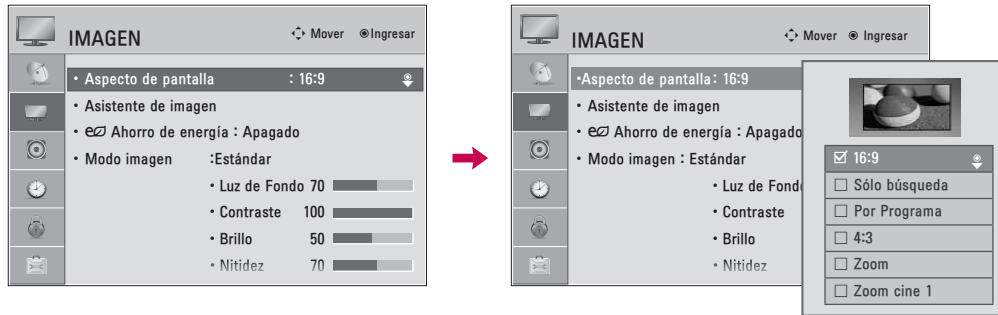 IMAGEN Mover Ingresar
• Aspecto de pantalla : 16:9
• Asistente de imagen
• Ahorro de energía : Apagado
• Modo imagen :Estándar
• Luz de Fondo 70
• Contraste 100
• Brillo 50
• Nitidez 70
IMAGEN Mover Ingresar
•Aspecto de pantalla: 16:9
• Asistente de imagen
• Ahorro de energía : Apagado
• Modo imagen : Estándar
• Luz de Fond
• Contraste
• Brillo
• Nitidez
16:9
Sólo búsqueda
Por Programa
4:3
Zoom
Zoom cine 1